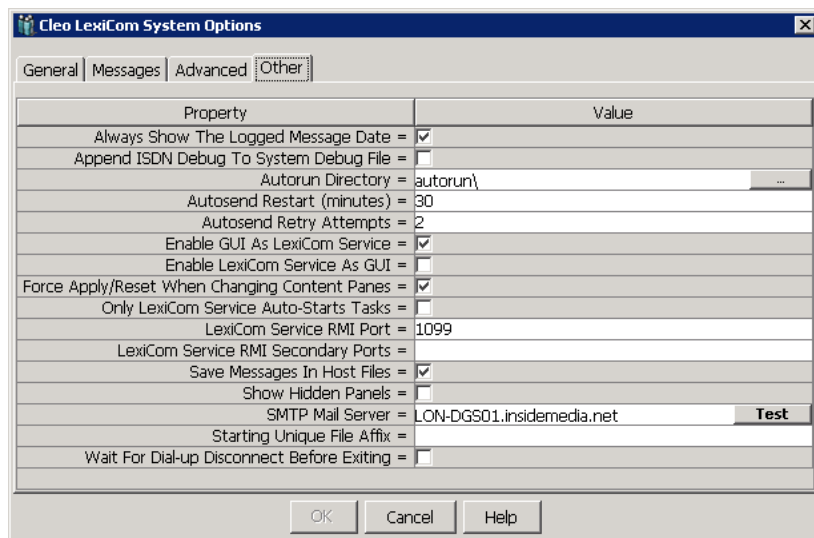 Cleo LexiCom System Options
General Messages Advanced Other
Property Value
Always Show The Logged Message Date =
Append ISDN Debug To System Debug File =
Autorun Directory = autorun\ ...
Autosend Restart (minutes) = 30
Autosend Retry Attempts = 2
Enable GUI As LexiCom Service =
Enable LexiCom Service As GUI =
Force Apply/Reset When Changing Content Panes =
Only LexiCom Service Auto-Starts Tasks =
LexiCom Service RMI Port = 1099
LexiCom Service RMI Secondary Ports =
Save Messages In Host Files =
Show Hidden Panels =
SMTP Mail Server = LON-DGS01.insidemedia.net Test
Starting Unique File Affix =
Wait For Dial-up Disconnect Before Exiting =
OK Cancel Help